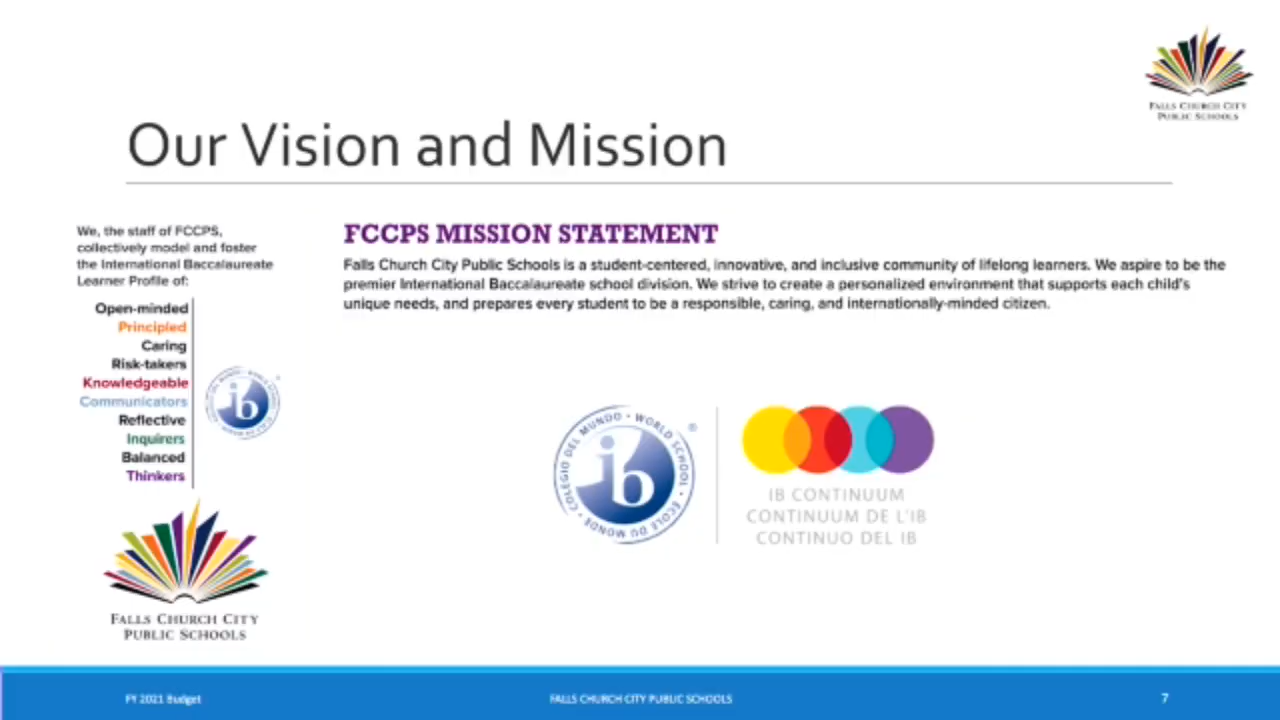 FALLS CHURCH CITY
PUBLIC SCHOOLS
Our Vision and Mission
We, the staff of FCCPS,
collectively model and foster
the International Baccalaureate
Learner Profile of:
Open-minded
Principled
Caring
Risk-takers
Knowledgeable
Communicators
Reflective
Inquirers
Balanced
Thinkers
ib
FALLS CHURCH CITY
PUBLIC SCHOOLS
FCCPS MISSION STATEMENT
Falls Church City Public Schools is a student-centered, innovative, and inclusive community of lifelong learners. We aspire to be the
premier International Baccalaureate school division. We strive to create a personalized environment that supports each child's
unique needs, and prepares every student to be a responsible, caring, and internationally-minded citizen.
ib
COLEGIO DEL MUNDO • WORLD SCHOOL • ÉCOLE DU MONDE •
®
IB CONTINUUM
CONTINUUM DE L'IB
CONTINUO DEL IB
FY 2021 Budget
FALLS CHURCH CITY PUBLIC SCHOOLS
7